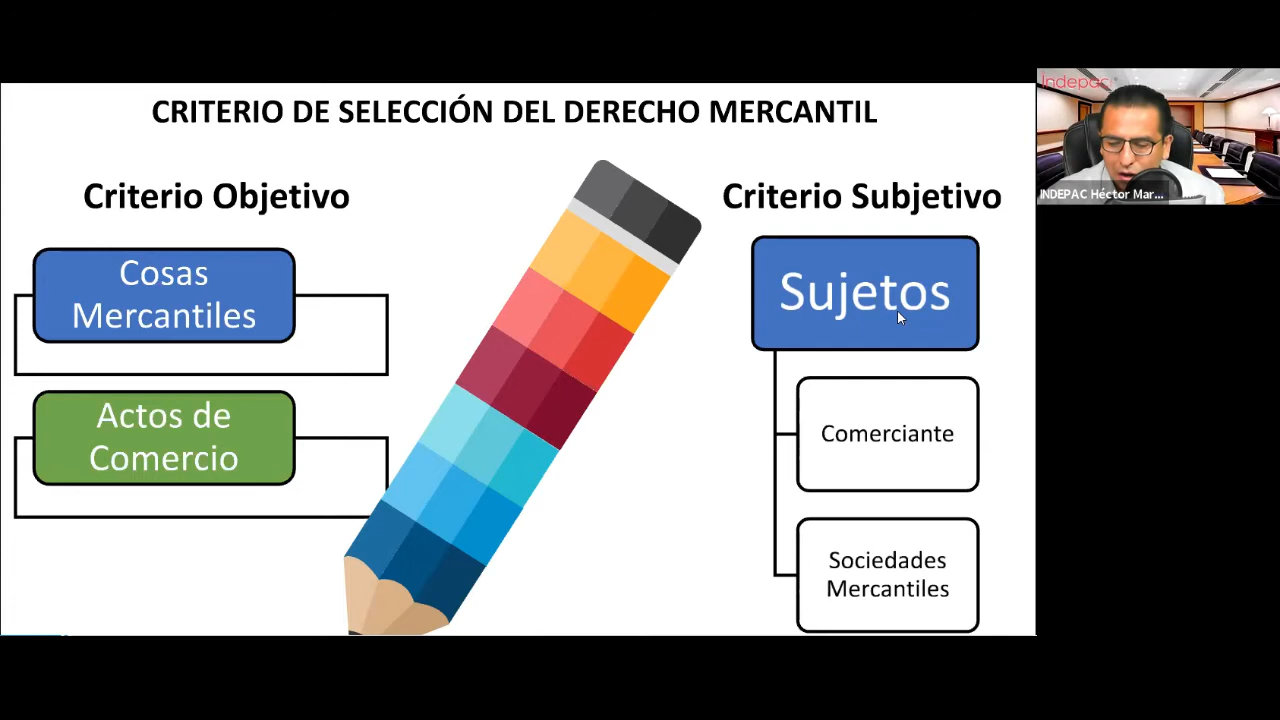 CRITERIO DE SELECCIÓN DEL DERECHO MERCANTIL
Criterio Objetivo
Cosas
Mercantiles
Actos de
Comercio
Criterio Subjetivo
Sujetos
Comerciante
Sociedades
Mercantiles
Indepac
INDEPAC Héctor Mar...